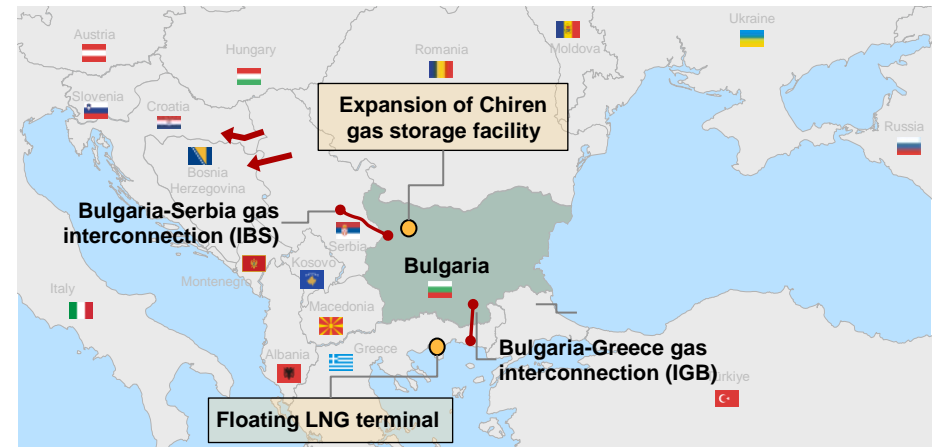 Austria
Hungary
Romania
Moldova
Ukraine
Slovenia
Croatia
Expansion of Chiren
gas storage facility
Russia
Bosnia
Herzegovina
Bulgaria-Serbia gas
interconnection (IBS)
Serbia
Bulgaria
Kosovo
Montenegro
Italy
Macedonia
Albania
Greece
Bulgaria-Greece gas
interconnection (IGB)
Türkiye
Floating LNG terminal